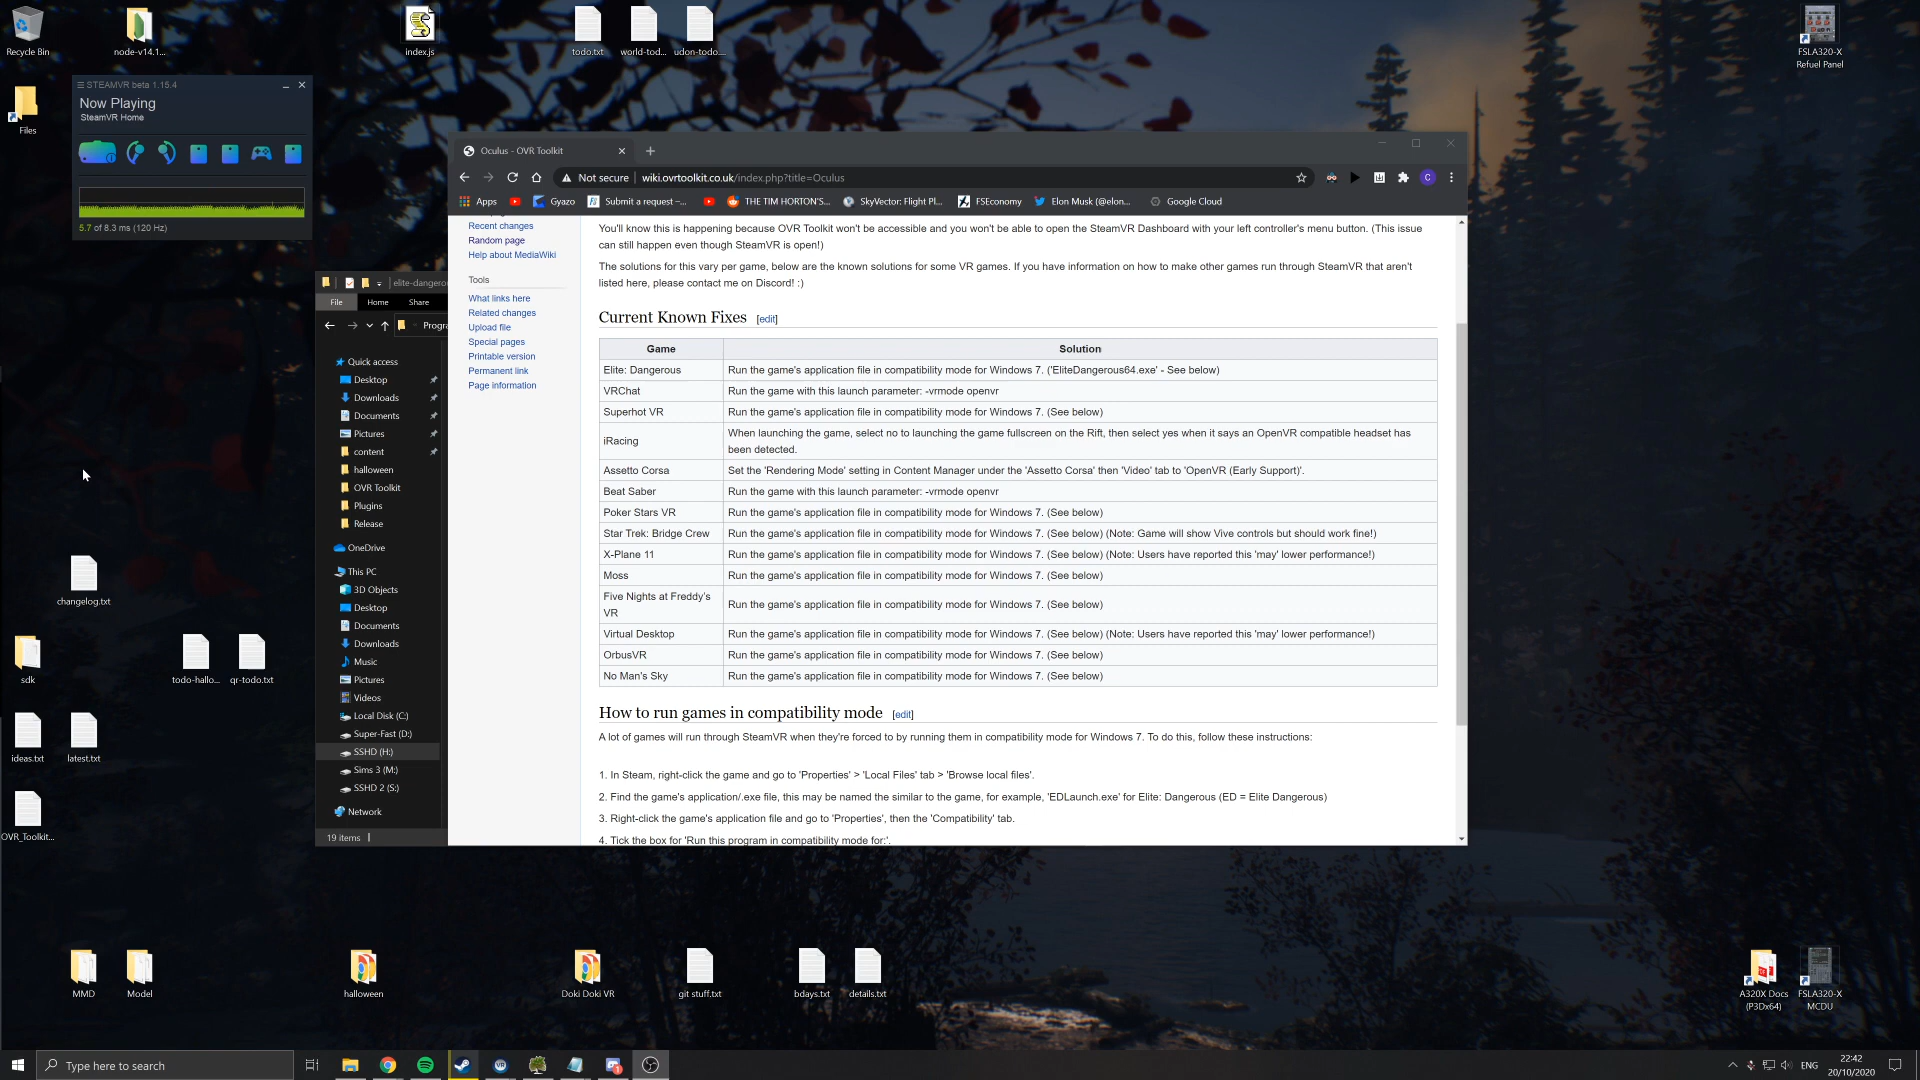 Recycle Bin
node-v14.1...
index.js
todo.txt
world-tod...
udon-todo...
FSLA320-X
Refuel Panel
Files
STEAMVR beta 1.15.4
Now Playing
SteamVR Home
5.7 of 8.3 ms (120 Hz)
Oculus - OVR Toolkit
Not secure
wiki.ovrtoolkit.co.uk/index.php?title=Oculus
C
Apps
Gyazo
Submit a request –...
THE TIM HORTON'S...
SkyVector: Flight Pl...
FSEconomy
Elon Musk (@elon...
Google Cloud
Recent changes
Random page
Help about MediaWiki
Tools
What links here
Related changes
Upload file
Special pages
Printable version
Permanent link
Page information
You'll know this is happening because OVR Toolkit won't be accessible and you won't be able to open the SteamVR Dashboard with your left controller's menu button. (This issue
can still happen even though SteamVR is open!)
The solutions for this vary per game, below are the known solutions for some VR games. If you have information on how to make other games run through SteamVR that aren't
listed here, please contact me on Discord! :)
Current Known Fixes [edit]
Game Solution
Elite: Dangerous Run the game's application file in compatibility mode for Windows 7. ('EliteDangerous64.exe' - See below)
VRChat Run the game with this launch parameter: -vrmode openvr
Superhot VR Run the game's application file in compatibility mode for Windows 7. (See below)
iRacing When launching the game, select no to launching the game fullscreen on the Rift, then select yes when it says an OpenVR compatible headset has
been detected.
Assetto Corsa Set the 'Rendering Mode' setting in Content Manager under the 'Assetto Corsa' then 'Video' tab to 'OpenVR (Early Support)'.
Beat Saber Run the game with this launch parameter: -vrmode openvr
Poker Stars VR Run the game's application file in compatibility mode for Windows 7. (See below)
Star Trek: Bridge Crew Run the game's application file in compatibility mode for Windows 7. (See below) (Note: Game will show Vive controls but should work fine!)
X-Plane 11 Run the game's application file in compatibility mode for Windows 7. (See below) (Note: Users have reported this 'may' lower performance!)
Moss Run the game's application file in compatibility mode for Windows 7. (See below)
Five Nights at Freddy's
VR
Run the game's application file in compatibility mode for Windows 7. (See below)
Virtual Desktop Run the game's application file in compatibility mode for Windows 7. (See below) (Note: Users have reported this 'may' lower performance!)
OrbusVR Run the game's application file in compatibility mode for Windows 7. (See below)
No Man's Sky Run the game's application file in compatibility mode for Windows 7. (See below)
How to run games in compatibility mode [edit]
A lot of games will run through SteamVR when they're forced to by running them in compatibility mode for Windows 7. To do this, follow these instructions:
1. In Steam, right-click the game and go to 'Properties' > 'Local Files' tab > 'Browse local files'.
2. Find the game's application/.exe file, this may be named the similar to the game, for example, 'EDLaunch.exe' for Elite: Dangerous (ED = Elite Dangerous)
3. Right-click the game's application file and go to 'Properties', then the 'Compatibility' tab.
4. Tick the box for 'Run this program in compatibility mode for:'.
elite-dangero
File Home Share
Progra
Quick access
Desktop
Downloads
Documents
Pictures
content
halloween
OVR Toolkit
Plugins
Release
OneDrive
This PC
3D Objects
Desktop
Documents
Downloads
Music
Pictures
Videos
Local Disk (C:)
Super-Fast (D:)
SSHD (H:)
Sims 3 (M:)
SSHD 2 (S:)
Network
19 items
changelog.txt
sdk
todo-hallo...
qr-todo.txt
ideas.txt
latest.txt
OVR_Toolkit...
MMD
Model
halloween
Doki Doki VR
git stuff.txt
bdays.txt
details.txt
A320X Docs
(P3Dx64)
FSLA320-X
MCDU
Type here to search
ENG
22:42
20/10/2020